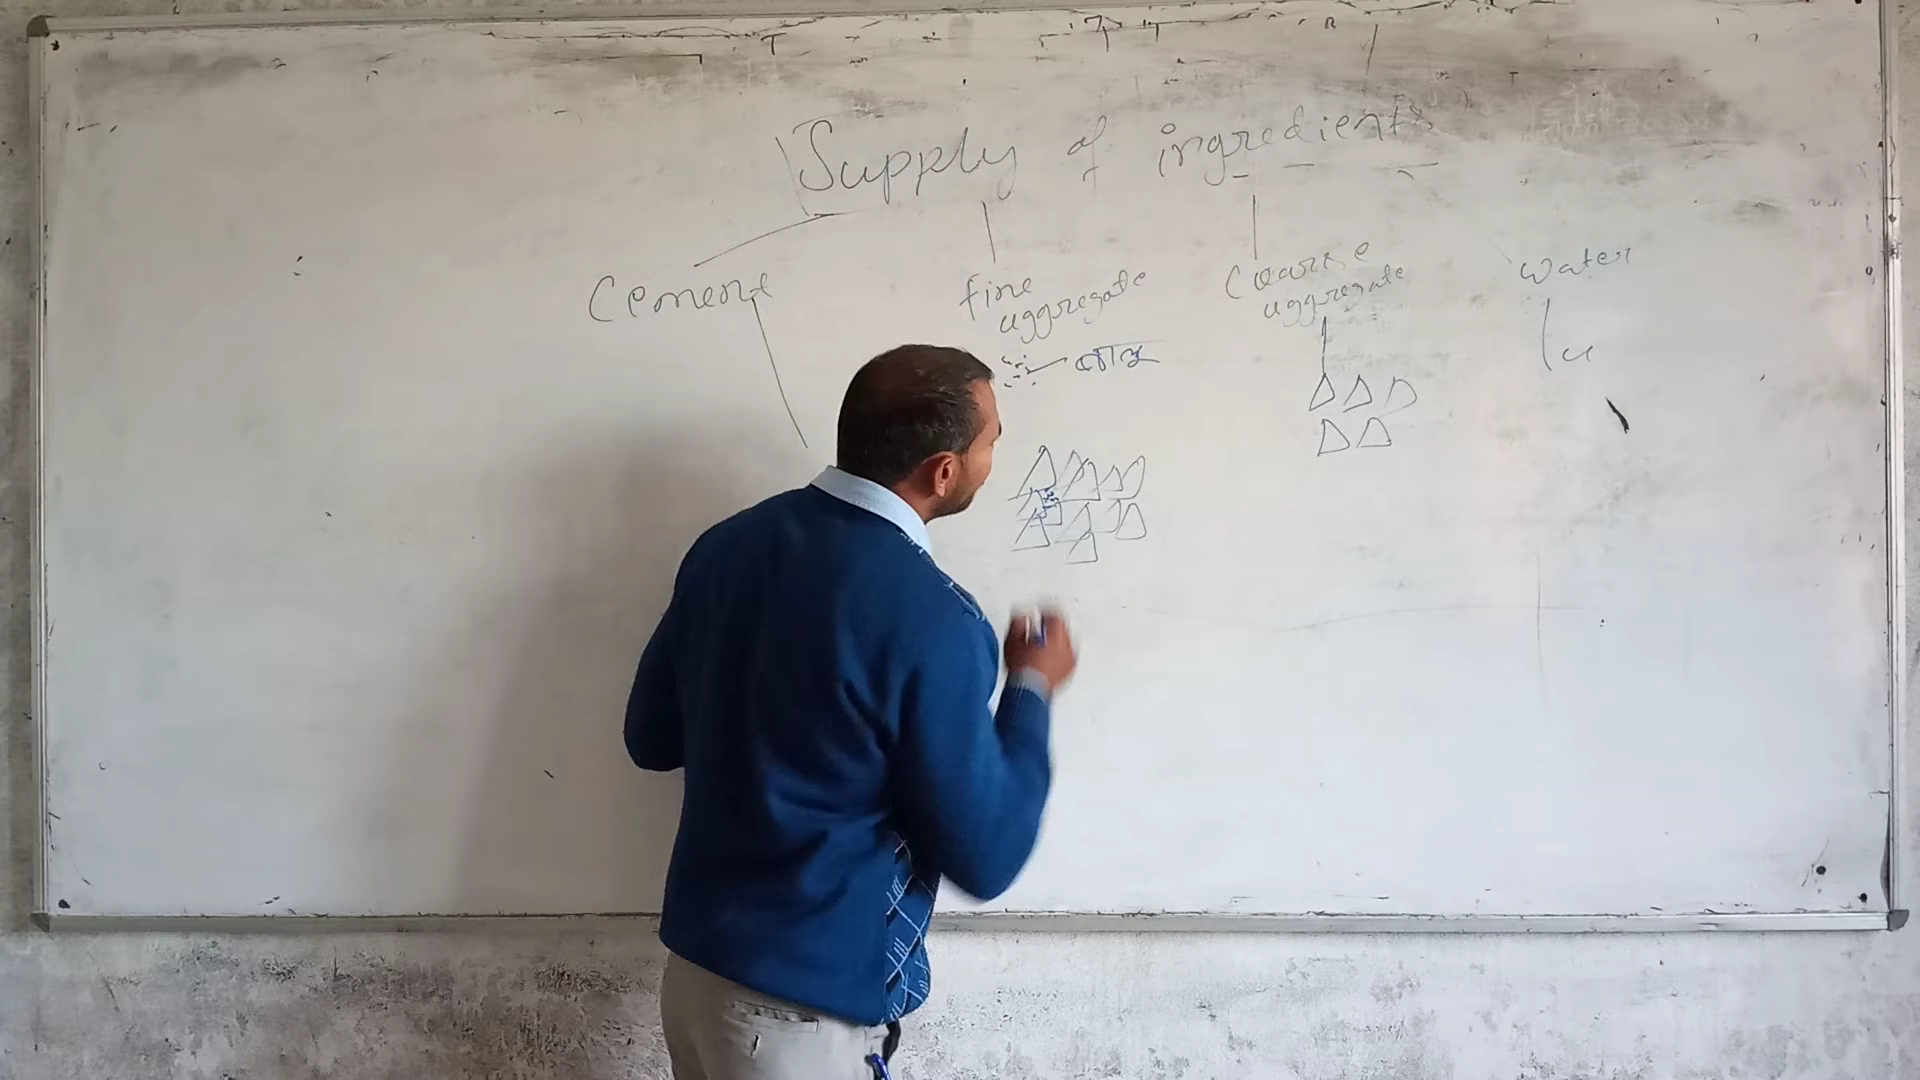 Supply of ingredients
Cement
fine
aggregate
Coarse
aggregate
water